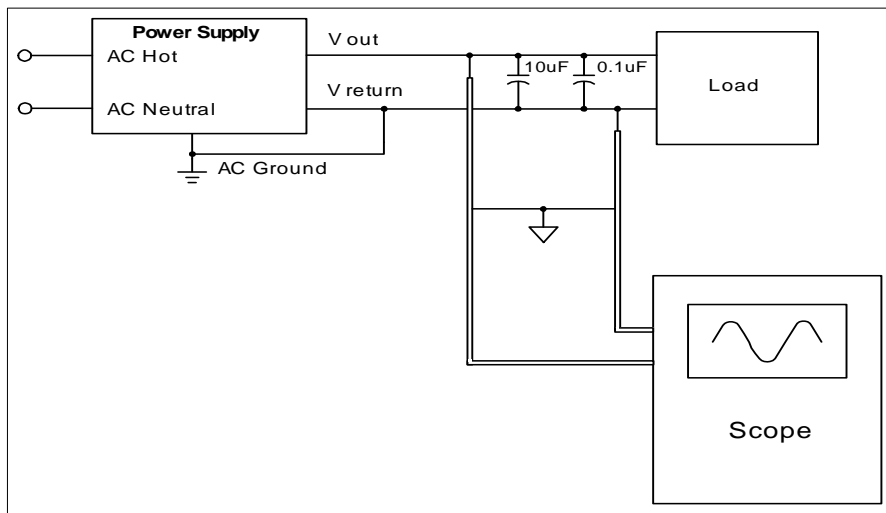 Power Supply
AC Hot
AC Neutral
V out
V return
AC Ground
10uF
0.1uF
Load
Scope